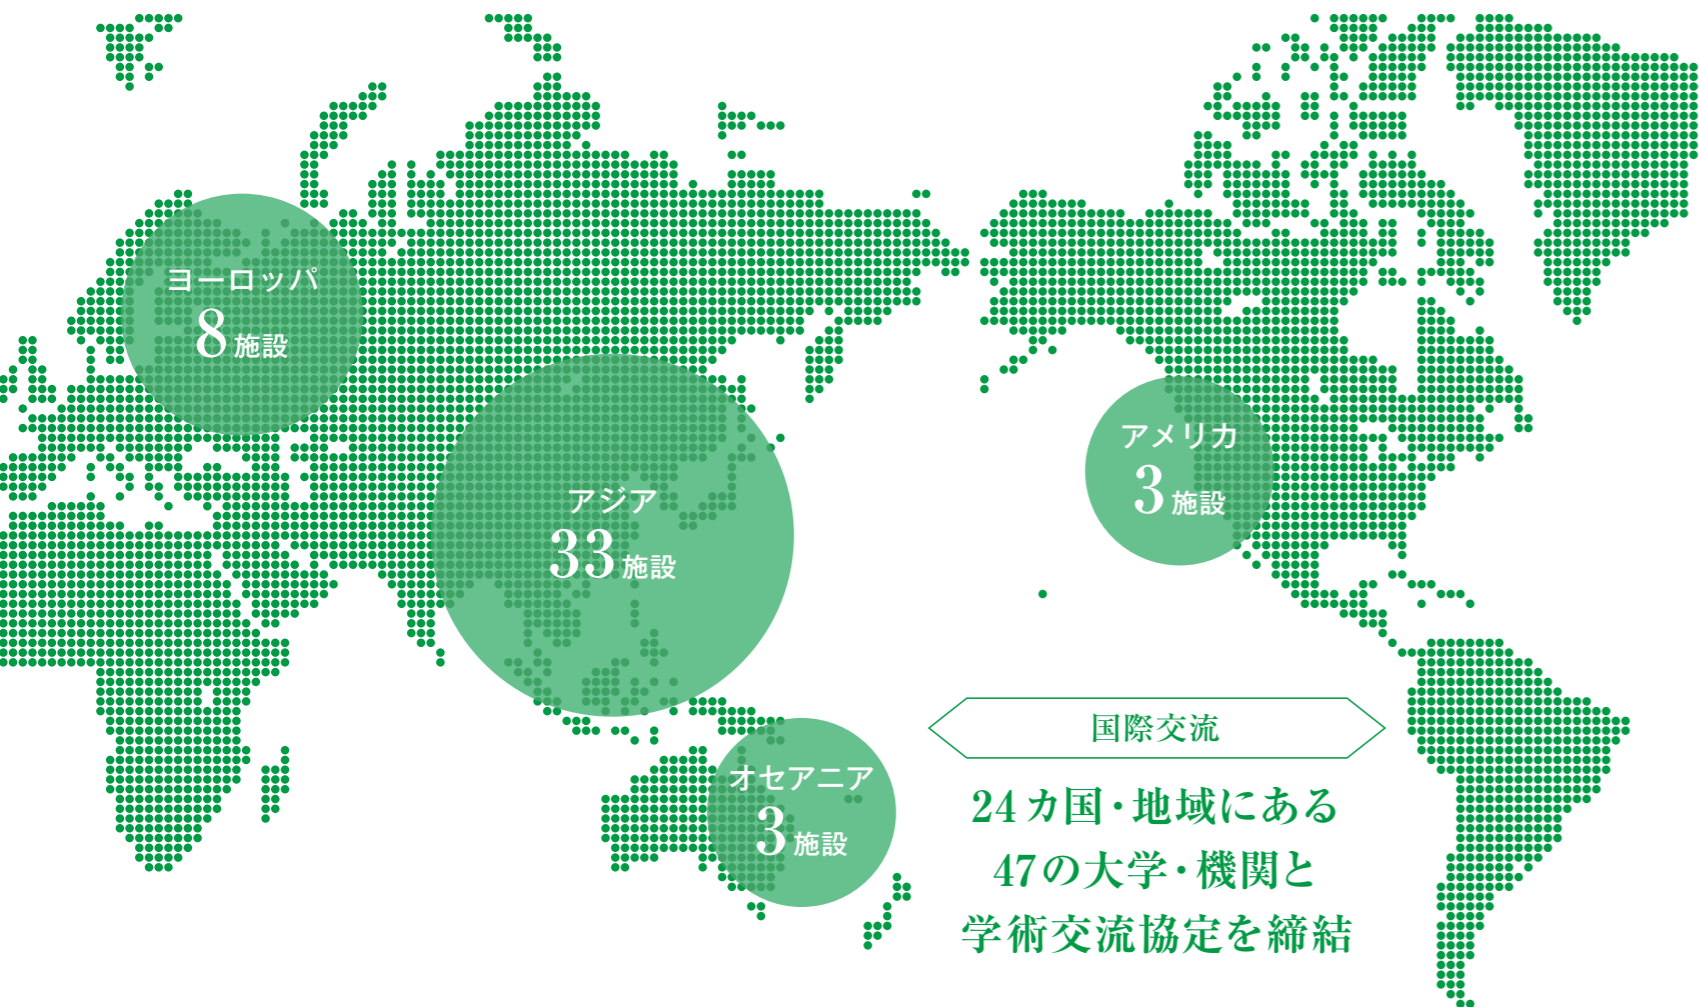 ヨーロッパ
8施設
アジア
33施設
アメリカ
3施設
オセアニア
3施設
国際交流
24カ国・地域にある
47の大学・機関と
学術交流協定を締結